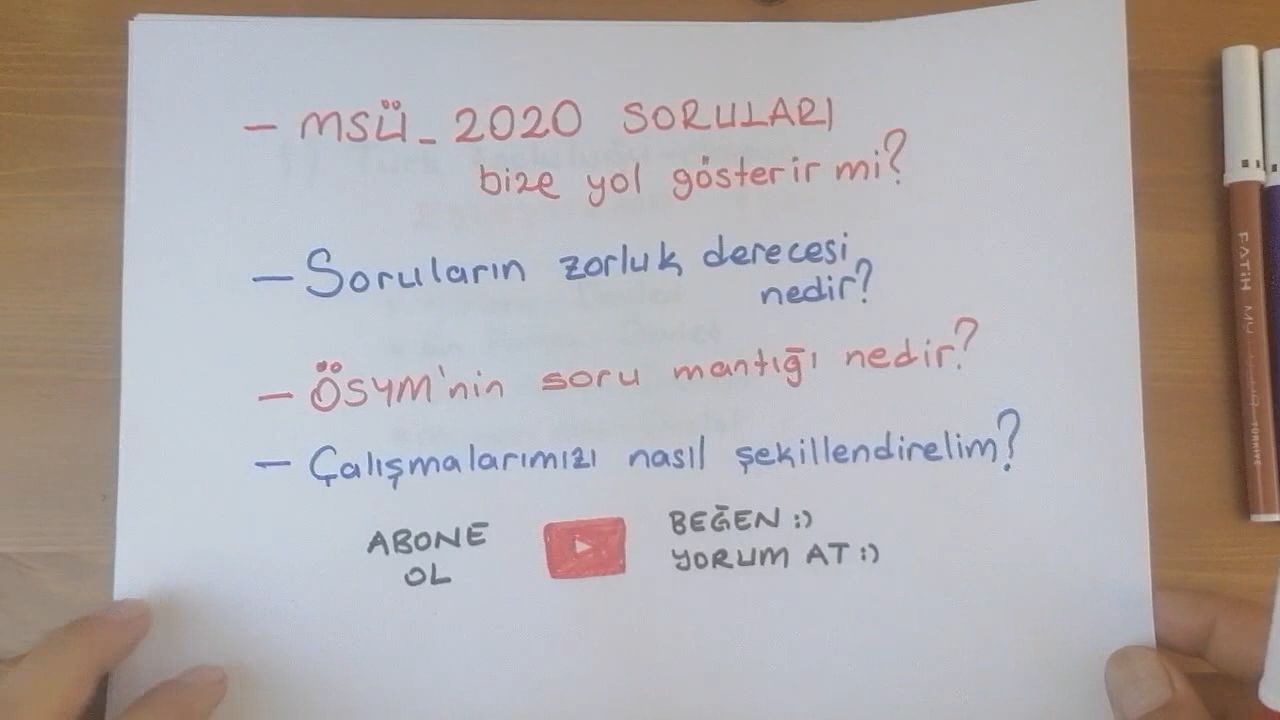 - MSÜ_2020 SORULARI
bize yol gösterir mi?
- Soruların zorluk derecesi
nedir?
- ÖSYM'nin soru mantığı nedir?
- Çalışmalarımızı nasıl şekillendirelim?
ABONE OL
BEĞEN :)
YORUM AT :)
FATİH